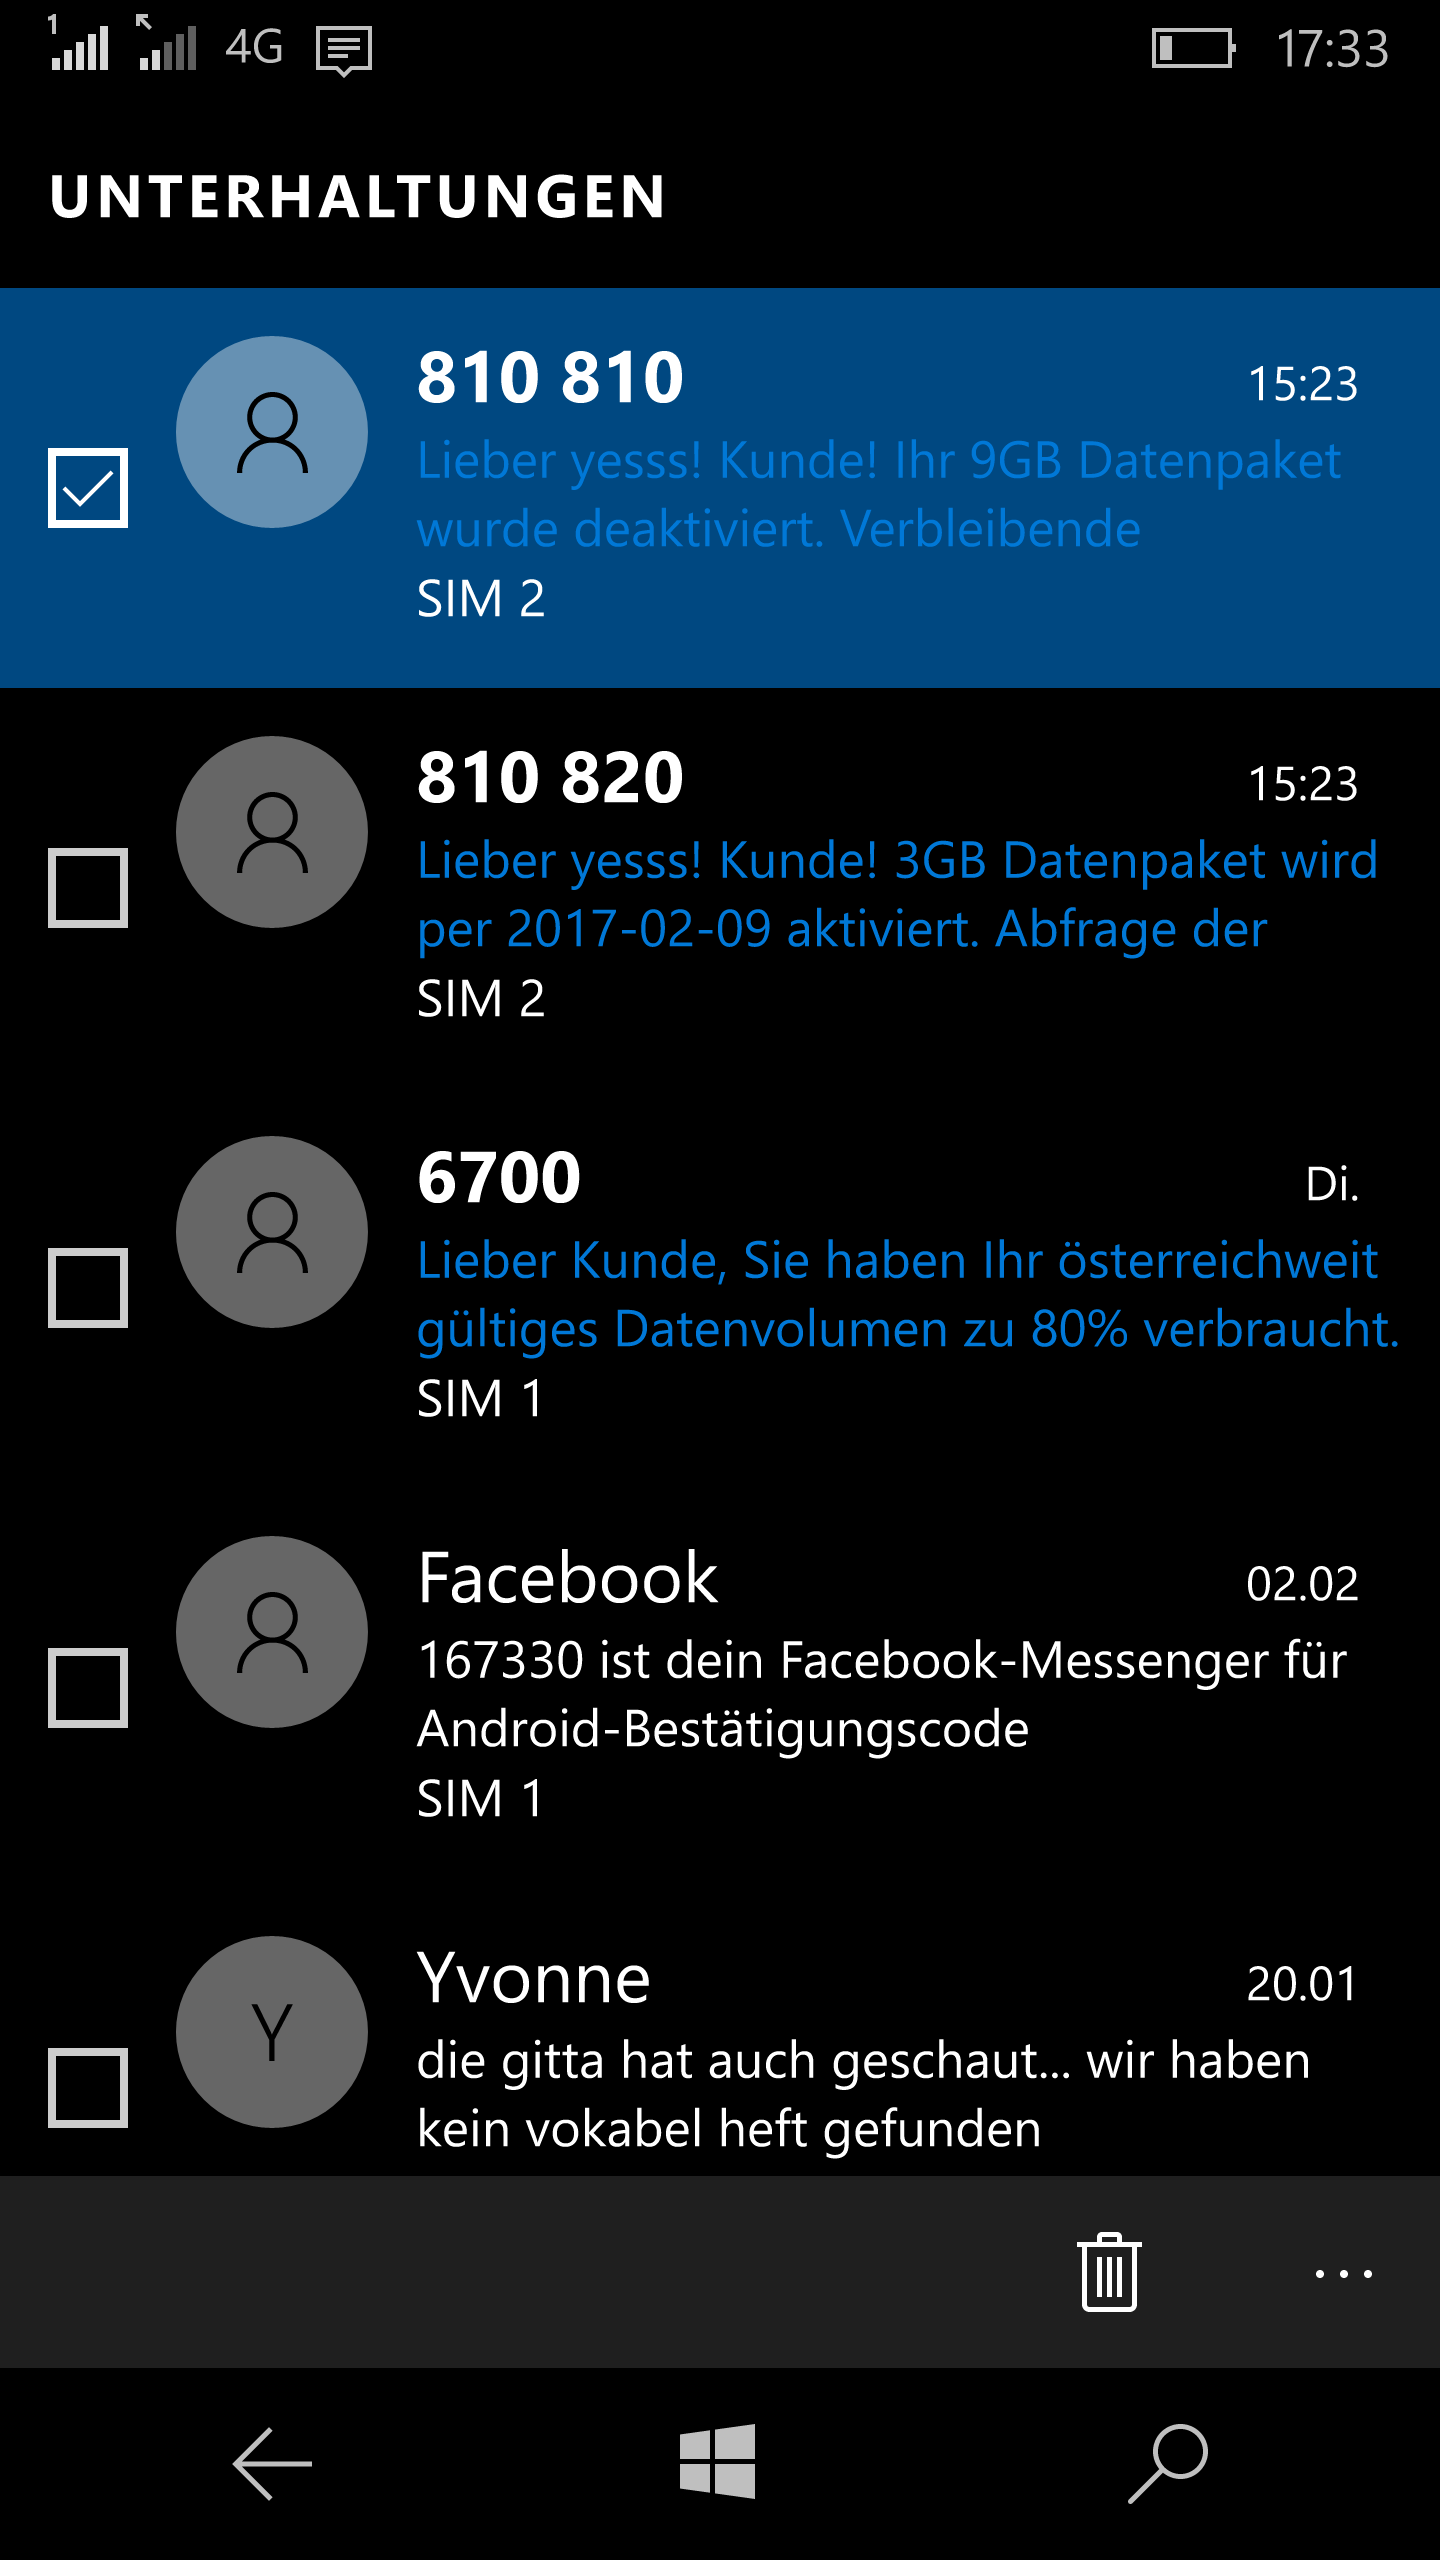 1
4G
17:33
UNTERHALTUNGEN
810 810
15:23
Lieber yesss! Kunde! Ihr 9GB Datenpaket
wurde deaktiviert. Verbleibende
SIM 2
810 820
15:23
Lieber yesss! Kunde! 3GB Datenpaket wird
per 2017-02-09 aktiviert. Abfrage der
SIM 2
6700
Di.
Lieber Kunde, Sie haben Ihr österreichweit
gültiges Datenvolumen zu 80% verbraucht.
SIM 1
Facebook
02.02
167330 ist dein Facebook-Messenger für
Android-Bestätigungscode
SIM 1
Y
Yvonne
20.01
die gitta hat auch geschaut... wir haben
kein vokabel heft gefunden